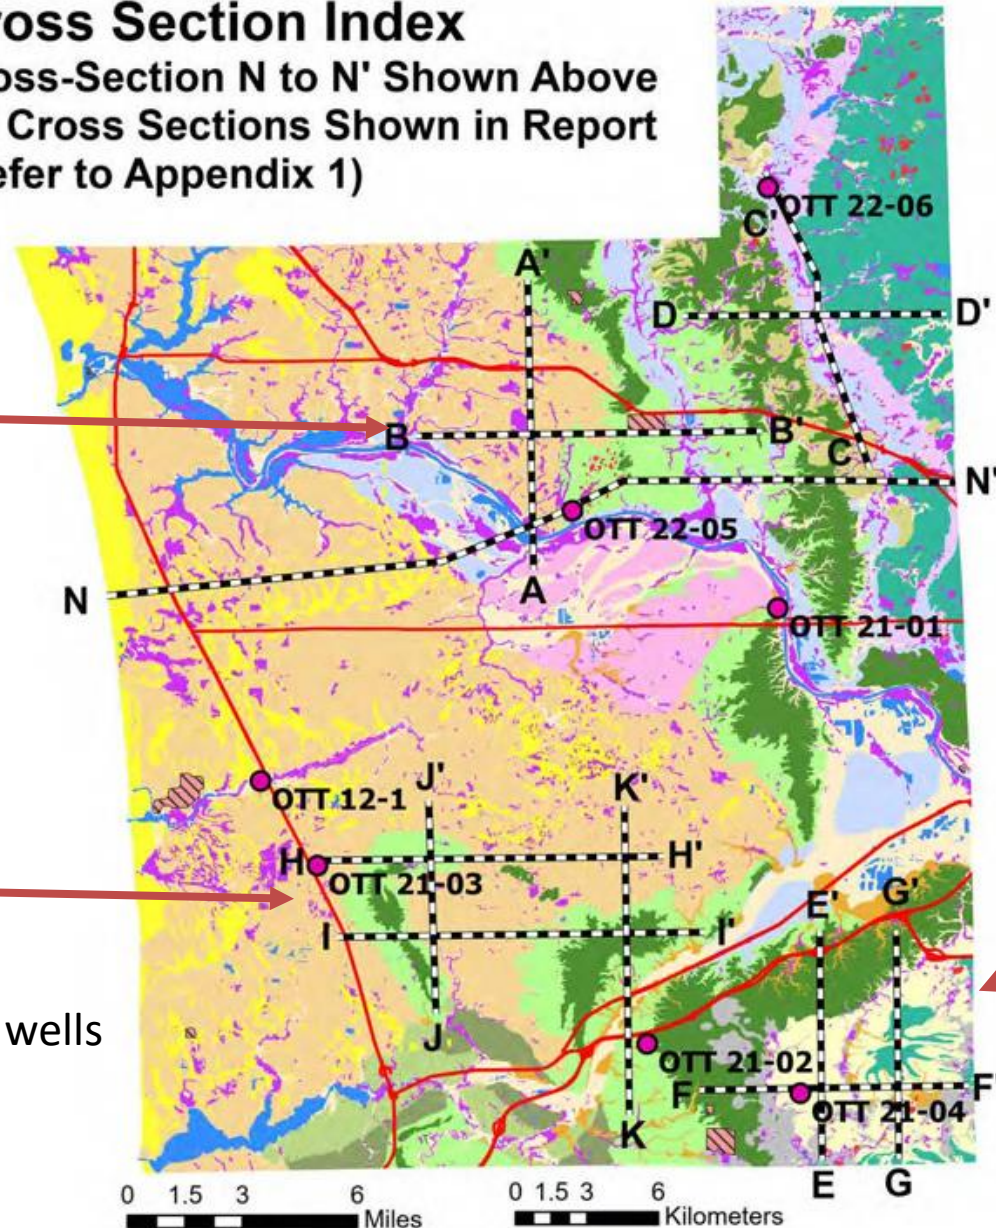 ross Section Index
oss-Section N to N' Shown Above
Cross Sections Shown in Report
efer to Appendix 1)
OTT 22-06
C'
A'
D
D'
B
B'
C
N'
OTT 22-05
N
A
OTT 21-01
J'
K'
OTT 12-1
H
H'
OTT 21-03
E'
G'
I
I'
wells
J
OTT 21-02
F
F'
OTT 21-04
K
E
G
0 1.5 3 6 Miles
0 1.5 3 6 Kilometers